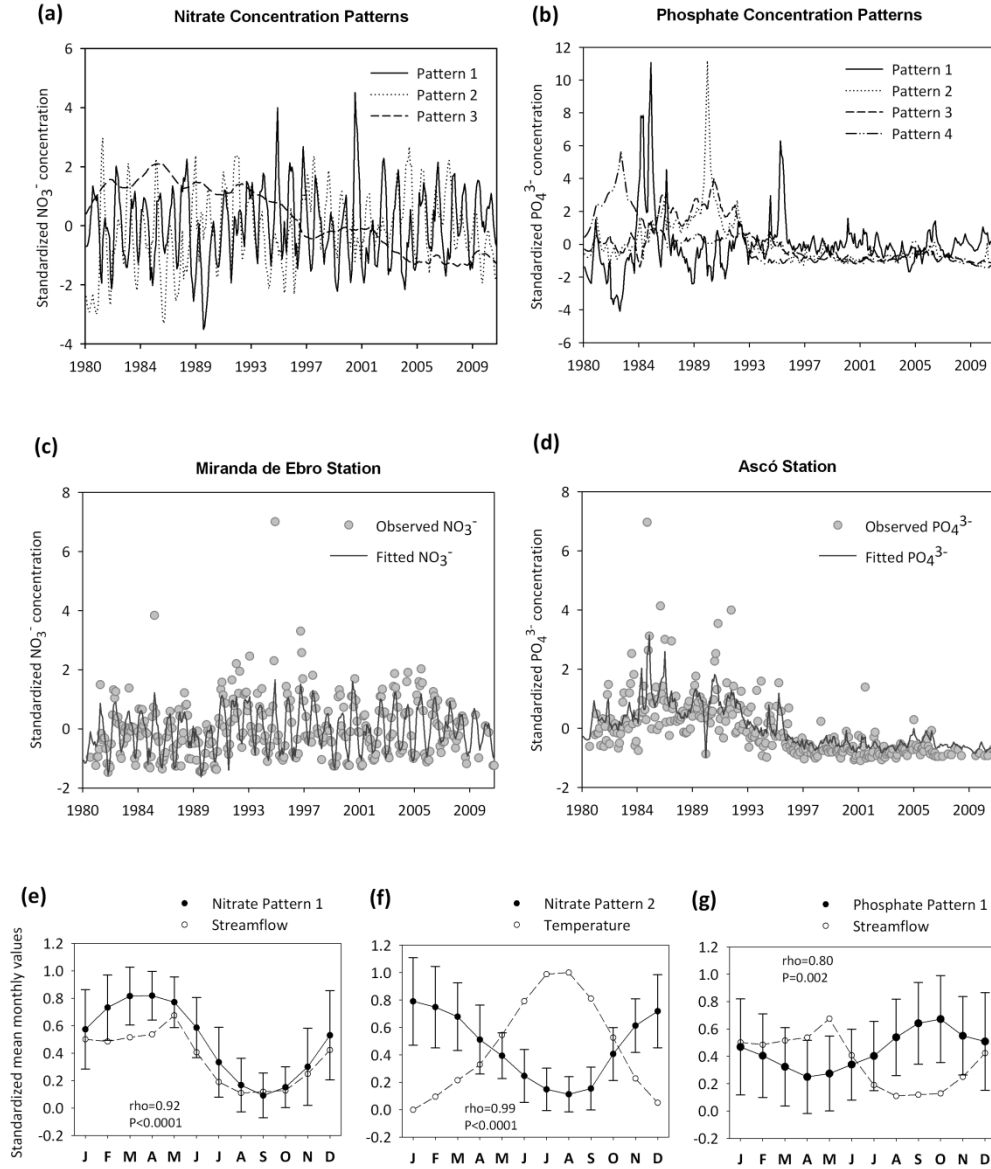 (a)
Nitrate Concentration Patterns
Standardized NO₃⁻ concentration
6
4
2
0
-2
-4
Pattern 1
Pattern 2
Pattern 3
1980 1984 1989 1993 1997 2001 2005 2009
(b)
Phosphate Concentration Patterns
Standardized PO₄³⁻ concentration
12
10
8
6
4
2
0
-2
-4
-6
Pattern 1
Pattern 2
Pattern 3
Pattern 4
1980 1984 1989 1993 1997 2001 2005 2009
(c)
Miranda de Ebro Station
Standardized NO₃⁻ concentration
8
6
4
2
0
-2
Observed NO₃⁻
Fitted NO₃⁻
1980 1984 1989 1993 1997 2001 2005 2009
(d)
Ascó Station
Standardized PO₄³⁻ concentration
8
6
4
2
0
-2
Observed PO₄³⁻
Fitted PO₄³⁻
1981 1985 1989 1993 1997 2001 2005 2009
(e)
Nitrate Pattern 1
Streamflow
Standardized mean monthly values
1.2
1.0
0.8
0.6
0.4
0.2
0.0
-0.2
rho=0.92
P<0.0001
J F M A M J J A S O N D
(f)
Nitrate Pattern 2
Temperature
1.2
1.0
0.8
0.6
0.4
0.2
0.0
-0.2
rho=0.99
P<0.0001
J F M A M J J A S O N D
(g)
Phosphate Pattern 1
Streamflow
1.2
1.0
0.8
0.6
0.4
0.2
0.0
-0.2
rho=0.80
P=0.002
J F M A M J J A S O N D